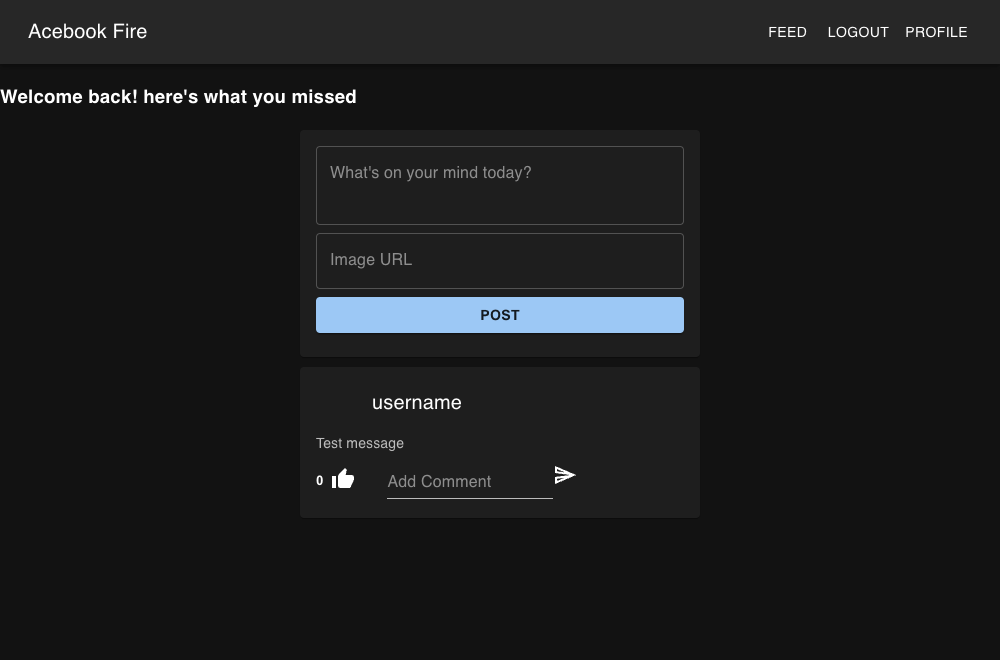 Acebook Fire
FEED LOGOUT PROFILE
Welcome back! here's what you missed
What's on your mind today?
Image URL
POST
username
Test message
0
Add Comment